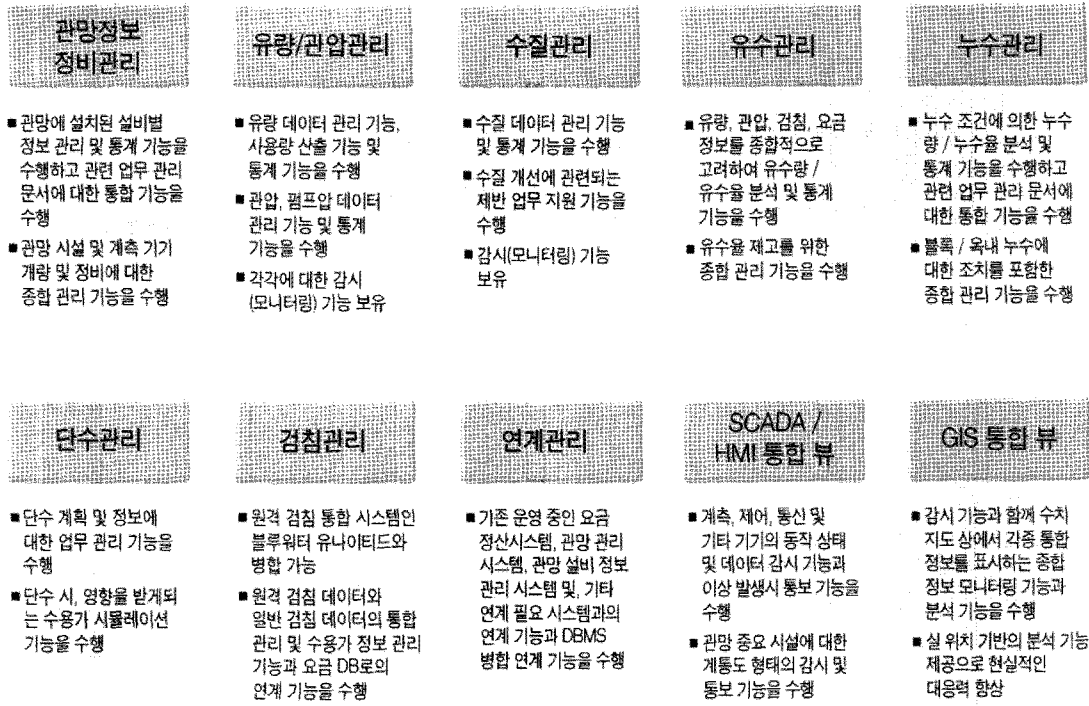 관망정보
정비관리
■ 관망에 설치된 설비별
정보 관리 및 통계 기능을
수행하고 관련 업무 관리
문서에 대한 통합 기능을
수행
■ 관망 시설 및 계측 기기
개량 및 정비에 대한
종합 관리 기능을 수행
유량/관압관리
■ 유량 데이터 관리 기능,
사용량 산출 기능 및
통계 기능을 수행
■ 관압, 펌프압 데이터
관리 기능 및 통계
기능을 수행
■ 각각에 대한 감시
(모니터링) 기능 보유
수질관리
■ 수질 데이터 관리 기능
및 통계 기능을 수행
■ 수질 개선에 관련되는
제반 업무 지원 기능을
수행
■ 감시(모니터링) 기능
보유
유수관리
■ 유량, 관압, 검침, 요금
정보를 종합적으로
고려하여 유수량 /
유수율 분석 및 통계
기능을 수행
■ 유수율 제고를 위한
종합 관리 기능을 수행
누수관리
■ 누수 조건에 의한 누수
량 / 누수율 분석 및
통계 기능을 수행하고
관련 업무 관리 문서에
대한 통합 기능을 수행
■ 블록 / 옥내 누수에
대한 조치를 포함한
종합 관리 기능을 수행
단수관리
■ 단수 계획 및 정보에
대한 업무 관리 기능을
수행
■ 단수 시, 영향을 받게되
는 수용가 시뮬레이션
기능을 수행
검침관리
■ 원격 검침 통합 시스템인
블루워터 유나이티드와
병합 가능
■ 원격 검침 데이터와
일반 검침 데이터의 통합
관리 및 수용가 정보 관리
기능과 요금 DB로의
연계 기능을 수행
연계관리
■ 기존 운영 중인 요금
정산시스템, 관망 관리
시스템, 관망 설비 정보
관리 시스템 및, 기타
연계 필요 시스템과의
연계 기능과 DBMS
병합 연계 기능을 수행
SCADA /
HMI 통합 뷰
■ 계측, 제어, 통신 및
기타 기기의 동작 상태
및 데이터 감시 기능과
이상 발생시 통보 기능을
수행
■ 관망 중요 시설에 대한
계통도 형태의 감시 및
통보 기능을 수행
GIS 통합 뷰
■ 감시 기능과 함께 수치
지도 상에서 각종 통합
정보를 표시하는 종합
정보 모니터링 기능과
분석 기능을 수행
■ 실 위치 기반의 분석 기능
제공으로 현실적인
대응력 향상